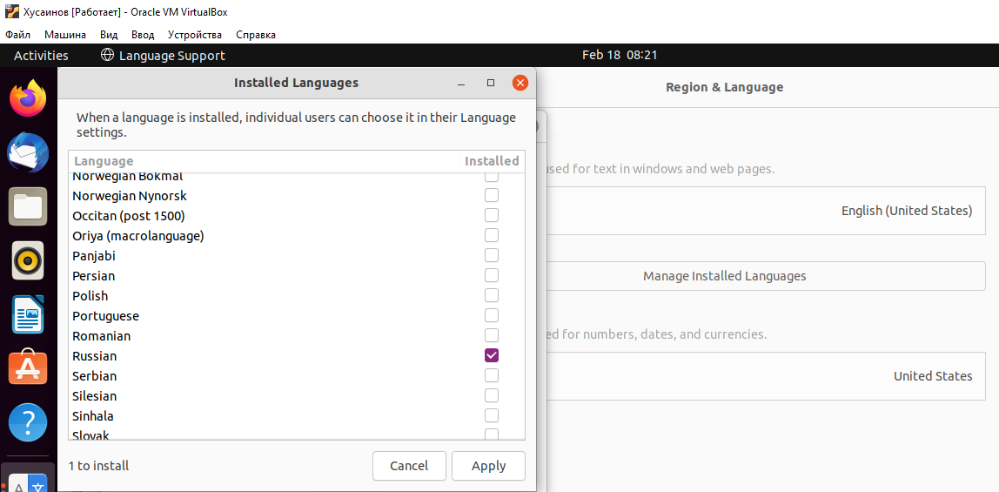 Хусаинов [Работает] - Oracle VM VirtualBox
Файл Машина Вид Ввод Устройства Справка
Activities Language Support Feb 18 08:21
Installed Languages
Region & Language
When a language is installed, individual users can choose it in their Language
settings.
Language Installed
Norwegian Bokmål
Norwegian Nynorsk
Occitan (post 1500)
Oriya (macrolanguage)
Panjabi
Persian
Polish
Portuguese
Romanian
Russian
Serbian
Silesian
Sinhala
Slovak
1 to install
Cancel Apply
used for text in windows and web pages.
English (United States)
Manage Installed Languages
ed for numbers, dates, and currencies.
United States